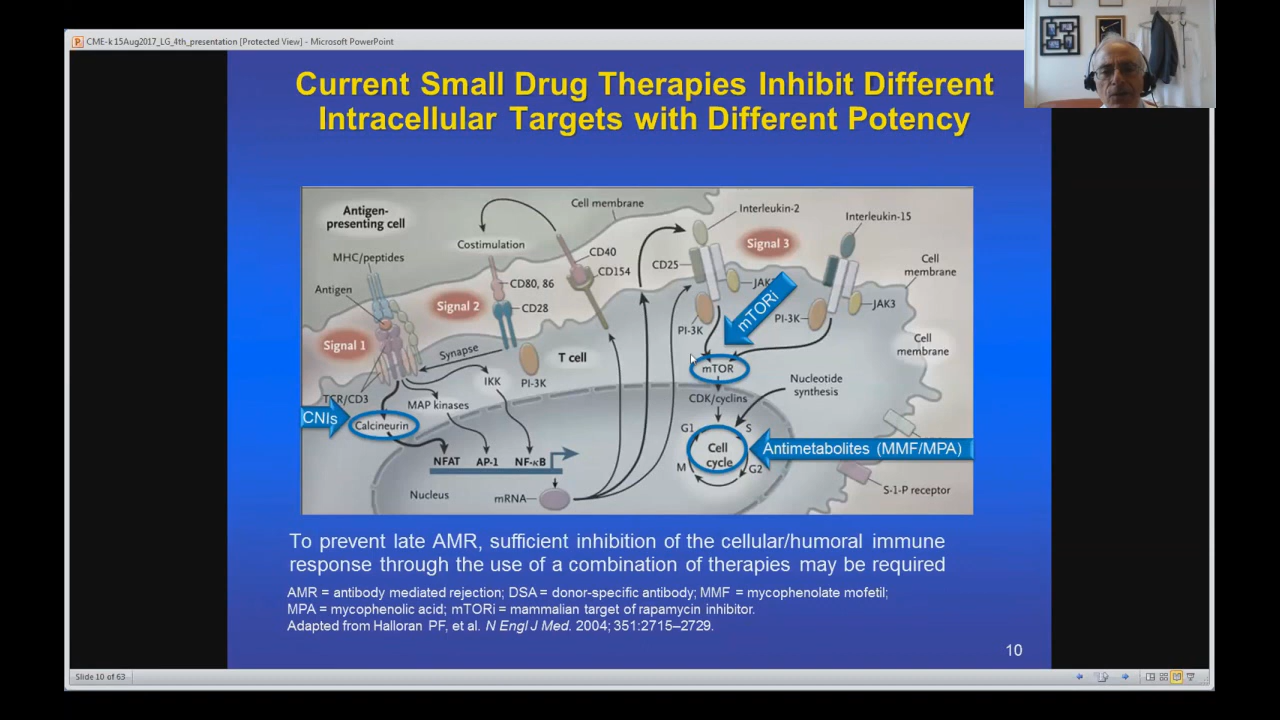 CME-k 15Aug2017_LG_4th_presentation [Protected View] - Microsoft PowerPoint
Current Small Drug Therapies Inhibit Different
Intracellular Targets with Different Potency
Antigen-
presenting cell
MHC/peptides
Antigen
Signal 1
TCR/CD3
CNIs
Calcineurin
Costimulation
Cell membrane
CD40
CD154
CD80, 86
Signal 2
CD28
Synapse
T cell
IKK
PI-3K
MAP kinases
NFAT
AP-1
NF-κB
Nucleus
mRNA
Interleukin-2
Signal 3
Interleukin-15
CD25
Cell
membrane
mTORi
JAK3
PI-3K
PI-3K
Cell
membrane
mTOR
Nucleotide
synthesis
CDK/cyclins
G1
S
Cell
cycle
M
G2
Antimetabolites (MMF/MPA)
S-1-P receptor
To prevent late AMR, sufficient inhibition of the cellular/humoral immune
response through the use of a combination of therapies may be required
AMR = antibody mediated rejection; DSA = donor-specific antibody; MMF = mycophenolate mofetil;
MPA = mycophenolic acid; mTORi = mammalian target of rapamycin inhibitor.
Adapted from Halloran PF, et al. N Engl J Med. 2004; 351:2715–2729.
10
Slide 10 of 63